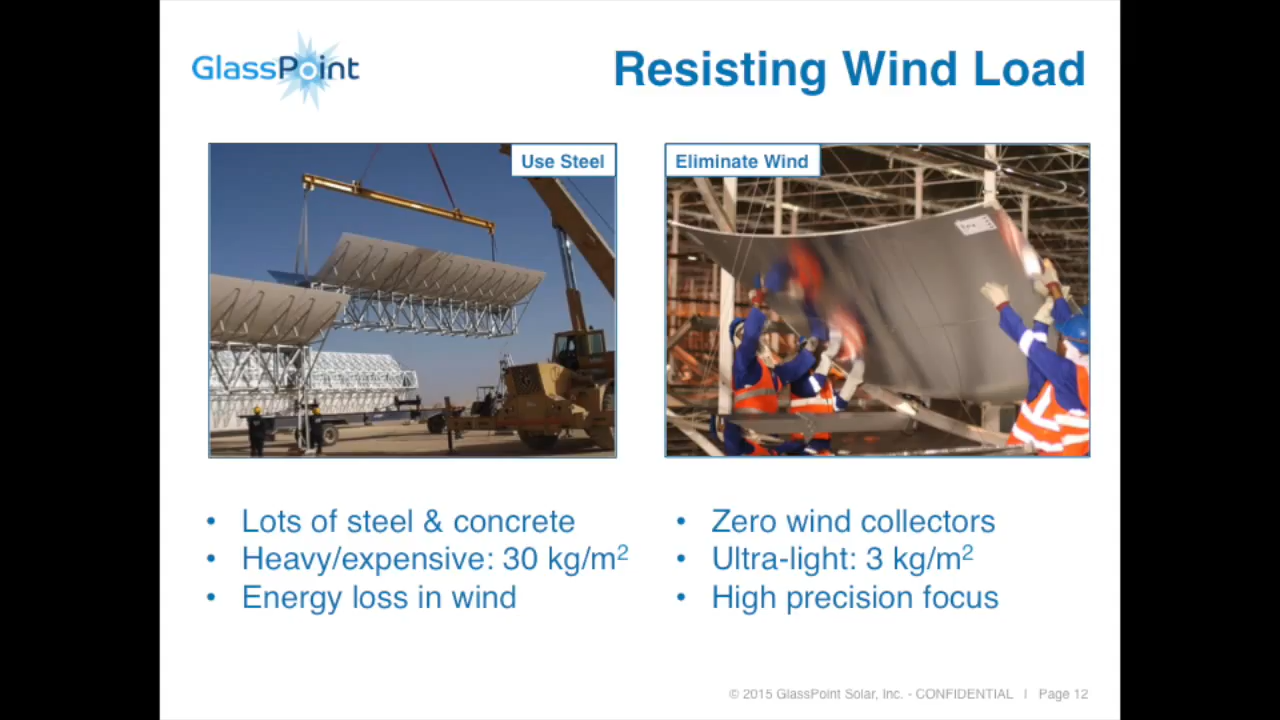 GlassPoint
Resisting Wind Load
Use Steel
Eliminate Wind
• Lots of steel & concrete
• Heavy/expensive: 30 kg/m²
• Energy loss in wind
• Zero wind collectors
• Ultra-light: 3 kg/m²
• High precision focus
© 2015 GlassPoint Solar, Inc. - CONFIDENTIAL | Page 12